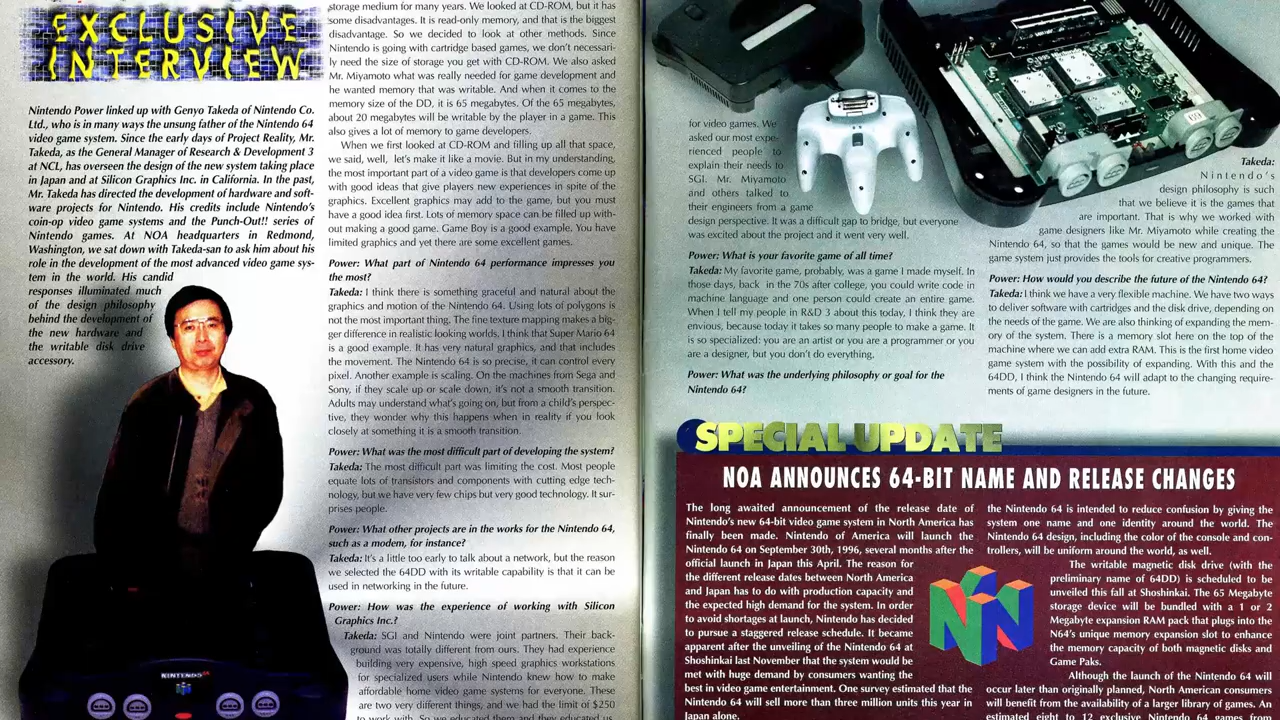 EXCLUSIVE
INTERVIEW
Nintendo Power linked up with Genyo Takeda of Nintendo Co.
Ltd., who is in many ways the unsung father of the Nintendo 64
video game system. Since the early days of Project Reality, Mr.
Takeda, as the General Manager of Research & Development 3
at NCL, has overseen the design of the new system taking place
in Japan and at Silicon Graphics Inc. in California. In the past,
Mr. Takeda has directed the development of hardware and soft-
ware projects for Nintendo. His credits include Nintendo's
coin-op video game systems and the Punch-Out!! series of
Nintendo games. At NOA headquarters in Redmond,
Washington, we sat down with Takeda-san to ask him about his
role in the development of the most advanced video game sys-
tem in the world. His candid
responses illuminated much
of the design philosophy
behind the development of
the new hardware and
the writable disk drive
accessory.
NINTENDO64
storage medium for many years. We looked at CD-ROM, but it has
some disadvantages. It is read-only memory, and that is the biggest
disadvantage. So we decided to look at other methods. Since
Nintendo is going with cartridge based games, we don't necessari-
ly need the size of storage you get with CD-ROM. We also asked
Mr. Miyamoto what was really needed for game development and
he wanted memory that was writable. And when it comes to the
memory size of the DD, it is 65 megabytes. Of the 65 megabytes,
about 20 megabytes will be writable by the player in a game. This
also gives a lot of memory to game developers.
When we first looked at CD-ROM and filling up all that space,
we said, well, let's make it like a movie. But in my understanding,
the most important part of a video game is that developers come up
with good ideas that give players new experiences in spite of the
graphics. Excellent graphics may add to the game, but you must
have a good idea first. Lots of memory space can be filled up with-
out making a good game. Game Boy is a good example. You have
limited graphics and yet there are some excellent games.
Power: What part of Nintendo 64 performance impresses you
the most?
Takeda: I think there is something graceful and natural about the
graphics and motion of the Nintendo 64. Using lots of polygons is
not the most important thing. The fine texture mapping makes a big-
ger difference in realistic looking worlds. I think that Super Mario 64
is a good example. It has very natural graphics, and that includes
the movement. The Nintendo 64 is so precise, it can control every
pixel. Another example is scaling. On the machines from Sega and
Sony, if they scale up or scale down, it's not a smooth transition.
Adults may understand what's going on, but from a child's perspec-
tive, they wonder why this happens when in reality if you look
closely at something it is a smooth transition.
Power: What was the most difficult part of developing the system?
Takeda: The most difficult part was limiting the cost. Most people
equate lots of transistors and components with cutting edge tech-
nology, but we have very few chips but very good technology. It sur-
prises people.
Power: What other projects are in the works for the Nintendo 64,
such as a modem, for instance?
Takeda: It's a little too early to talk about a network, but the reason
we selected the 64DD with its writable capability is that it can be
used in networking in the future.
Power: How was the experience of working with Silicon
Graphics Inc.?
Takeda: SGI and Nintendo were joint partners. Their back-
ground was totally different from ours. They had experience
building very expensive, high speed graphics workstations
for specialized users while Nintendo knew how to make
affordable home video game systems for everyone. These
are two very different things, and we had the limit of $250
to work with. So we educated them and they educated us
for video games. We
asked our most expe-
rienced people to
explain their needs to
SGI. Mr. Miyamoto
and others talked to
their engineers from a game
design perspective. It was a difficult gap to bridge, but everyone
was excited about the project and it went very well.
Power: What is your favorite game of all time?
Takeda: My favorite game, probably, was a game I made myself. In
those days, back in the 70s after college, you could write code in
machine language and one person could create an entire game.
When I tell my people in R&D 3 about this today, I think they are
envious, because today it takes so many people to make a game. It
is so specialized: you are an artist or you are a programmer or you
are a designer, but you don't do everything.
Power: What was the underlying philosophy or goal for the
Nintendo 64?
Takeda:
Nintendo's
design philosophy is such
that we believe it is the games that
are important. That is why we worked with
game designers like Mr. Miyamoto while creating the
Nintendo 64, so that the games would be new and unique. The
game system just provides the tools for creative programmers.
Power: How would you describe the future of the Nintendo 64?
Takeda: I think we have a very flexible machine. We have two ways
to deliver software with cartridges and the disk drive, depending on
the needs of the game. We are also thinking of expanding the mem-
ory of the system. There is a memory slot here on the top of the
machine where we can add extra RAM. This is the first home video
game system with the possibility of expanding. With this and the
64DD, I think the Nintendo 64 will adapt to the changing require-
ments of game designers in the future.
SPECIAL UPDATE
NOA ANNOUNCES 64-BIT NAME AND RELEASE CHANGES
The long awaited announcement of the release date of
Nintendo's new 64-bit video game system in North America has
finally been made. Nintendo of America will launch the
Nintendo 64 on September 30th, 1996, several months after the
official launch in Japan this April. The reason for
the different release dates between North America
and Japan has to do with production capacity and
the expected high demand for the system. In order
to avoid shortages at launch, Nintendo has decided
to pursue a staggered release schedule. It became
apparent after the unveiling of the Nintendo 64 at
Shoshinkai last November that the system would be
met with huge demand by consumers wanting the
best in video game entertainment. One survey estimated that the
Nintendo 64 will sell more than three million units this year in
Japan alone.
the Nintendo 64 is intended to reduce confusion by giving the
system one name and one identity around the world. The
Nintendo 64 design, including the color of the console and con-
trollers, will be uniform around the world, as well.
The writable magnetic disk drive (with the
preliminary name of 64DD) is scheduled to be
unveiled this fall at Shoshinkai. The 65 Megabyte
storage device will be bundled with a 1 or 2
Megabyte expansion RAM pack that plugs into the
N64's unique memory expansion slot to enhance
the memory capacity of both magnetic disks and
Game Paks.
Although the launch of the Nintendo 64 will
occur later than originally planned, North American consumers
will benefit from the availability of a larger library of games. An
estimated eight to 12 exclusive Nintendo 64 games from